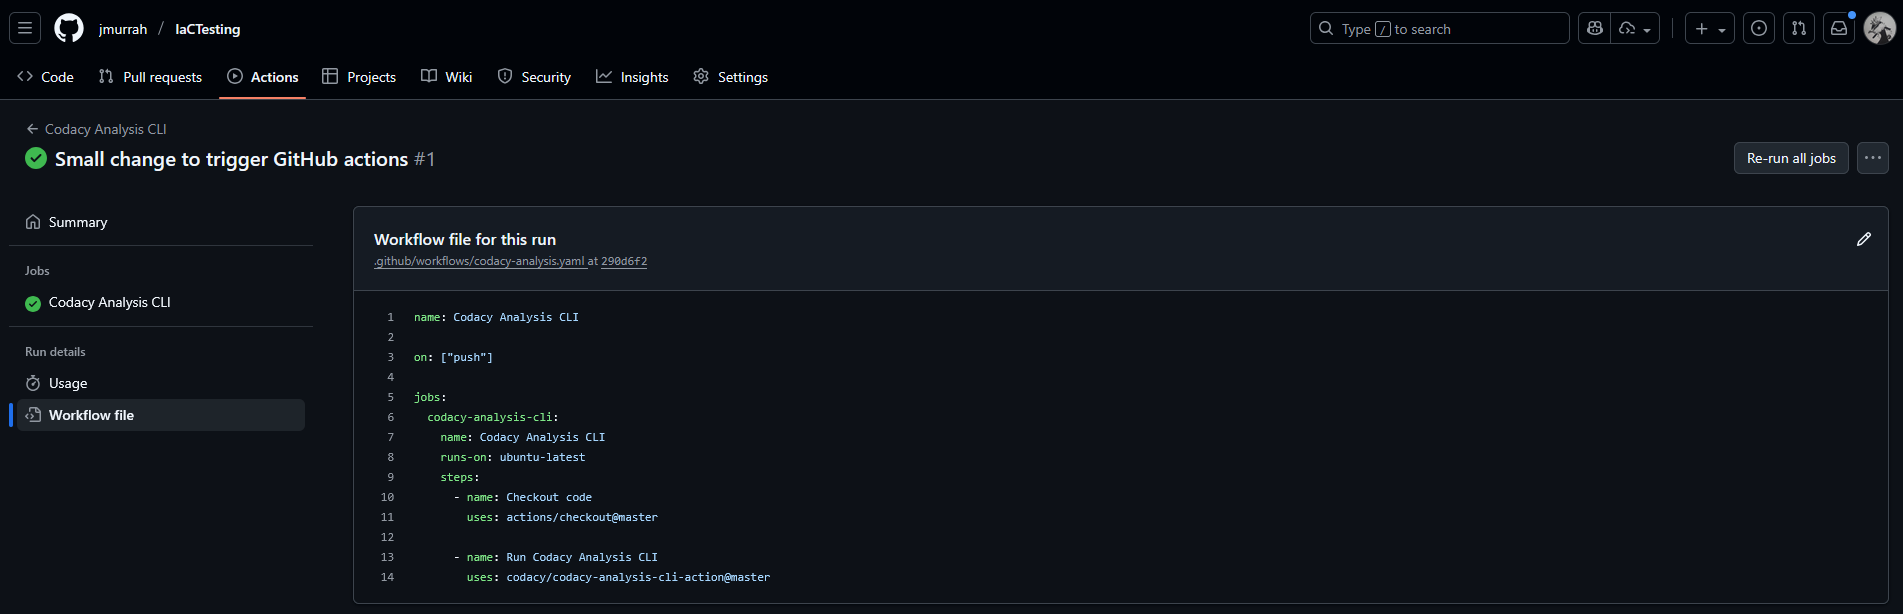 jmurrah / IaCTesting
Type / to search
Code
Pull requests
Actions
Projects
Wiki
Security
Insights
Settings
← Codacy Analysis CLI
Small change to trigger GitHub actions #1
Re-run all jobs
Summary
Jobs
Codacy Analysis CLI
Run details
Usage
Workflow file
Workflow file for this run
.github/workflows/codacy-analysis.yaml at 290d6f2
1 name: Codacy Analysis CLI
2
3 on: ["push"]
4
5 jobs:
6 codacy-analysis-cli:
7 name: Codacy Analysis CLI
8 runs-on: ubuntu-latest
9 steps:
10 - name: Checkout code
11 uses: actions/checkout@master
12
13 - name: Run Codacy Analysis CLI
14 uses: codacy/codacy-analysis-cli-action@master